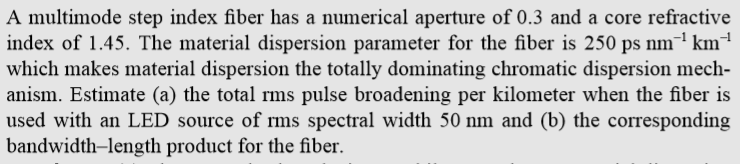 A multimode step index fiber has a numerical aperture of 0.3 and a core refractive
index of 1.45. The material dispersion parameter for the fiber is 250 ps nm⁻¹ km⁻¹
which makes material dispersion the totally dominating chromatic dispersion mech-
anism. Estimate (a) the total rms pulse broadening per kilometer when the fiber is
used with an LED source of rms spectral width 50 nm and (b) the corresponding
bandwidth–length product for the fiber.